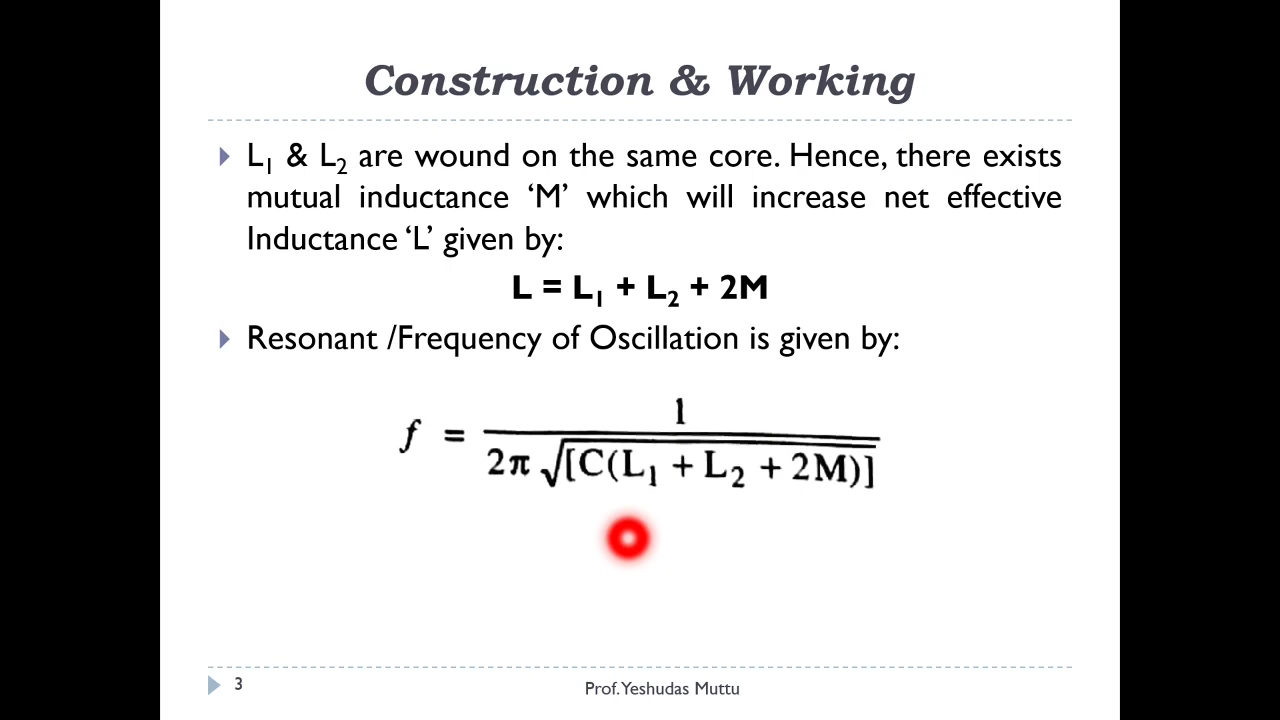 Construction & Working
L₁ & L₂ are wound on the same core. Hence, there exists
mutual inductance ‘M’ which will increase net effective
Inductance ‘L’ given by:
L = L₁ + L₂ + 2M
Resonant /Frequency of Oscillation is given by:
f = 1 / 2π √[C(L₁ + L₂ + 2M)]
3
Prof. Yeshudas Muttu